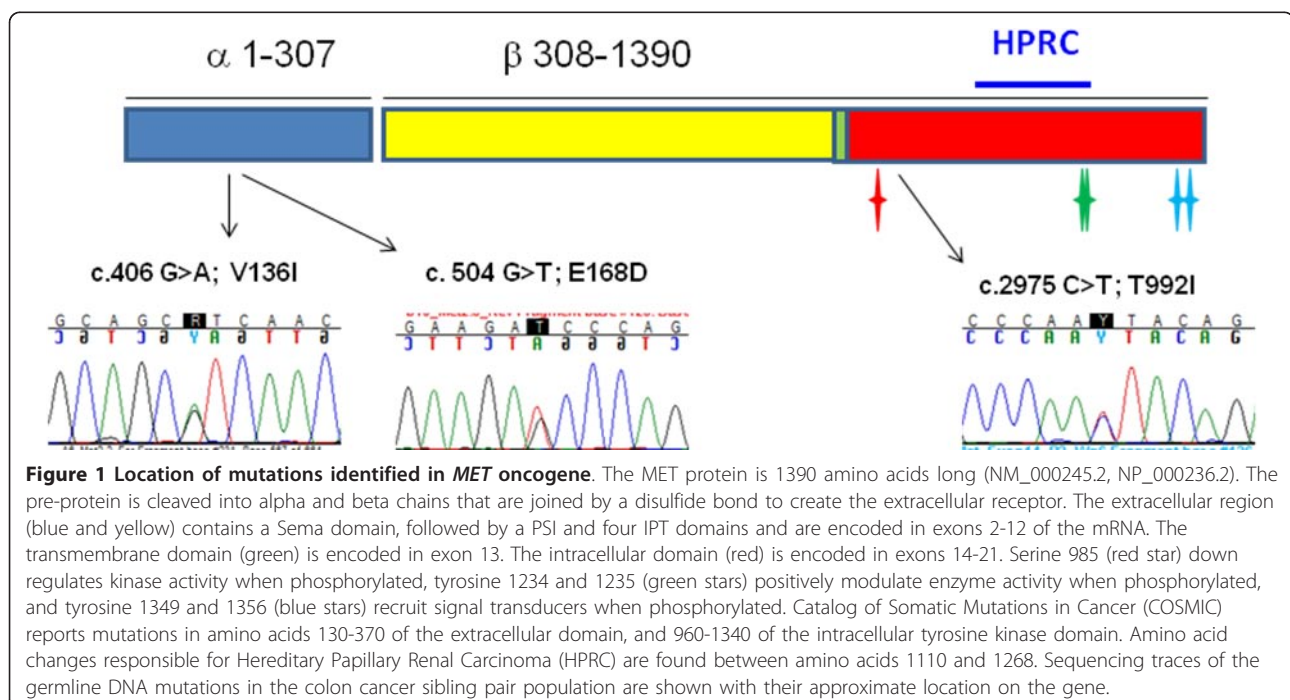 α 1-307 β 308-1390 HPRC
c.406 G>A; V136I
c. 504 G>T; E168D
c.2975 C>T; T992I
G C A G C R T C A A C
G A A G A T C C C A G
C C C A A Y T A C A G
C C C A A Y T A C A G
Figure 1 Location of mutations identified in MET oncogene. The MET protein is 1390 amino acids long (NM_000245.2, NP_000236.2). The
pre-protein is cleaved into alpha and beta chains that are joined by a disulfide bond to create the extracellular receptor. The extracellular region
(blue and yellow) contains a Sema domain, followed by a PSI and four IPT domains and are encoded in exons 2-12 of the mRNA. The
transmembrane domain (green) is encoded in exon 13. The intracellular domain (red) is encoded in exons 14-21. Serine 985 (red star) down
regulates kinase activity when phosphorylated, tyrosine 1234 and 1235 (green stars) positively modulate enzyme activity when phosphorylated,
and tyrosine 1349 and 1356 (blue stars) recruit signal transducers when phosphorylated. Catalog of Somatic Mutations in Cancer (COSMIC)
reports mutations in amino acids 130-370 of the extracellular domain, and 960-1340 of the intracellular tyrosine kinase domain. Amino acid
changes responsible for Hereditary Papillary Renal Carcinoma (HPRC) are found between amino acids 1110 and 1268. Sequencing traces of the
germline DNA mutations in the colon cancer sibling pair population are shown with their approximate location on the gene.